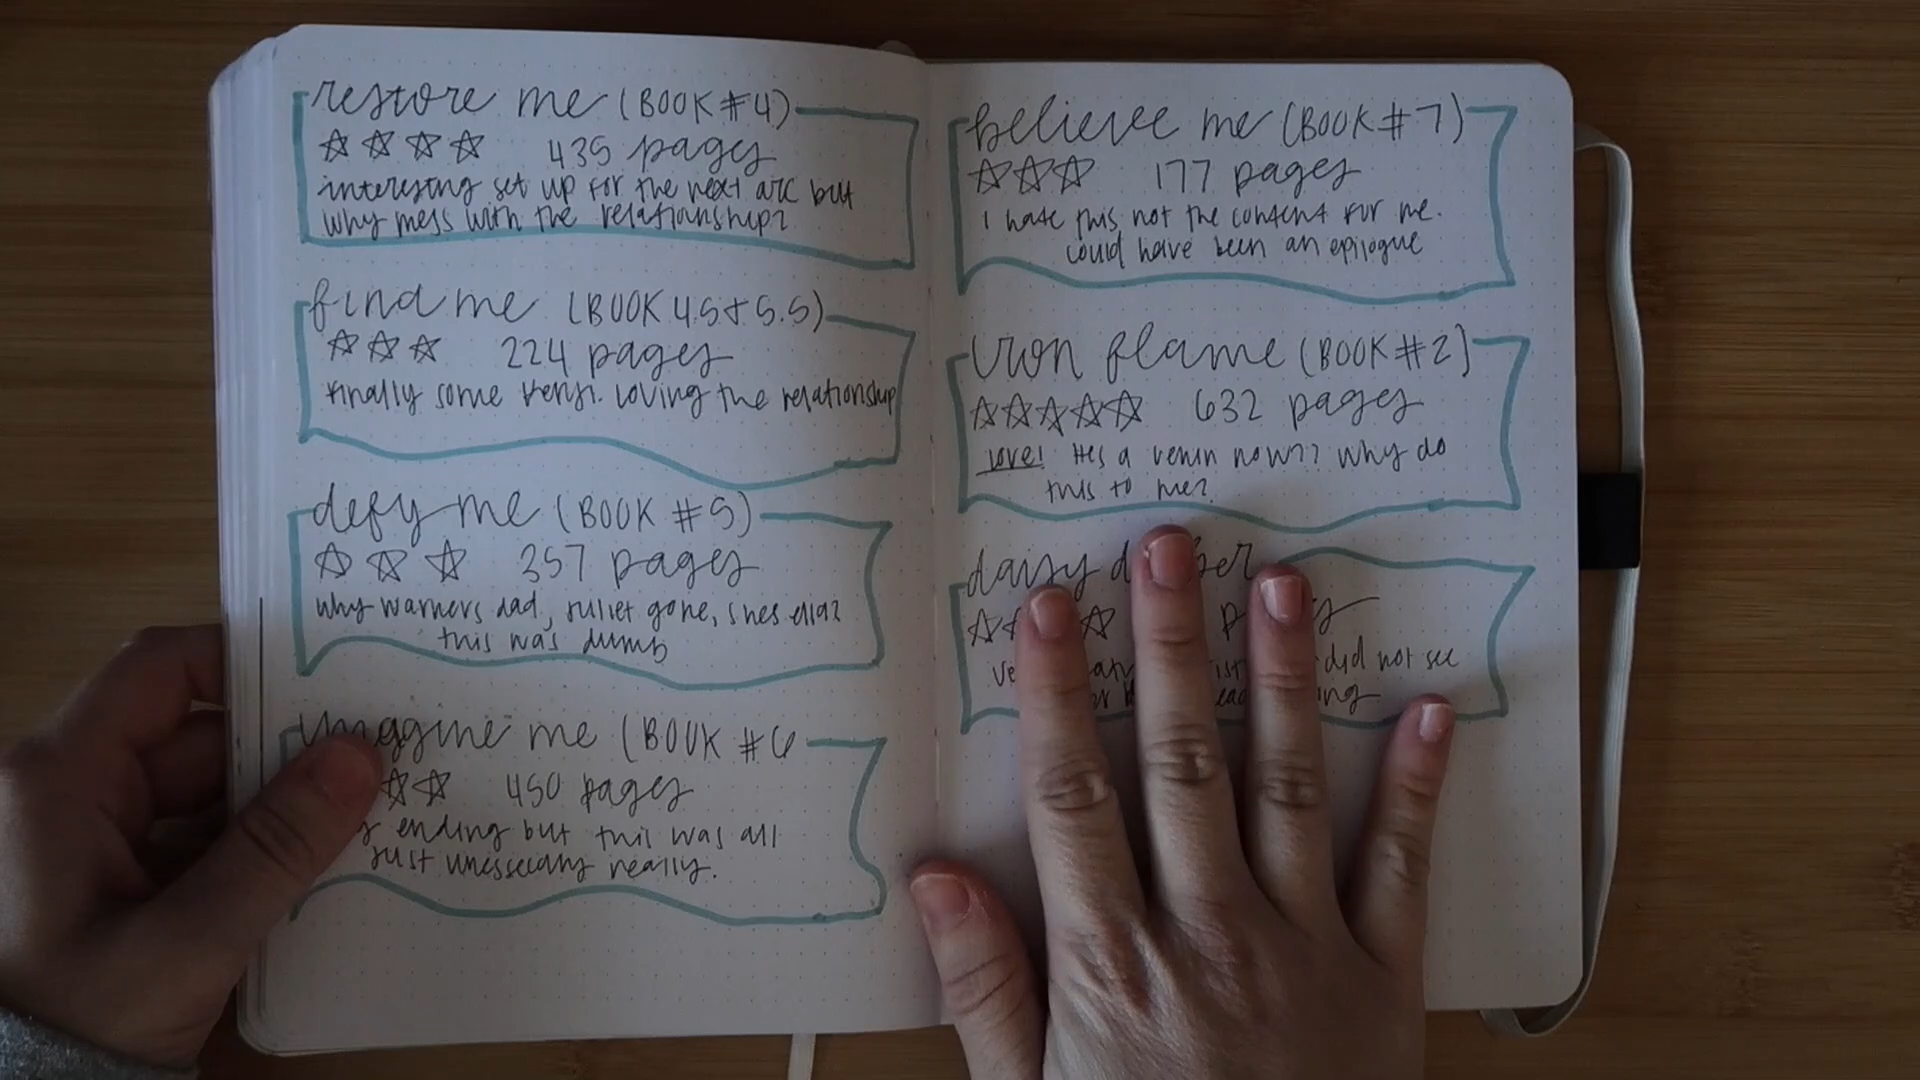 restore me (BOOK #4)
435 pages
interesting set up for the next arc but
why mess with the relationship?
find me (BOOK 4.5 + 5.5)
224 pages
finally some Kenji. loving the relationship
defy me (BOOK #5)
357 pages
why warners dad, juliet gone, shes ella?
this was dumb
imagine me (BOOK #6
450 pages
ending but this was all
just unessecary really.
believe me (BOOK #7)
177 pages
I hate this not the content for me.
could have been an epilogue
iron flame (BOOK #2)
632 pages
love! Hes a venin now?? why do
this to me?
daisy
did not see